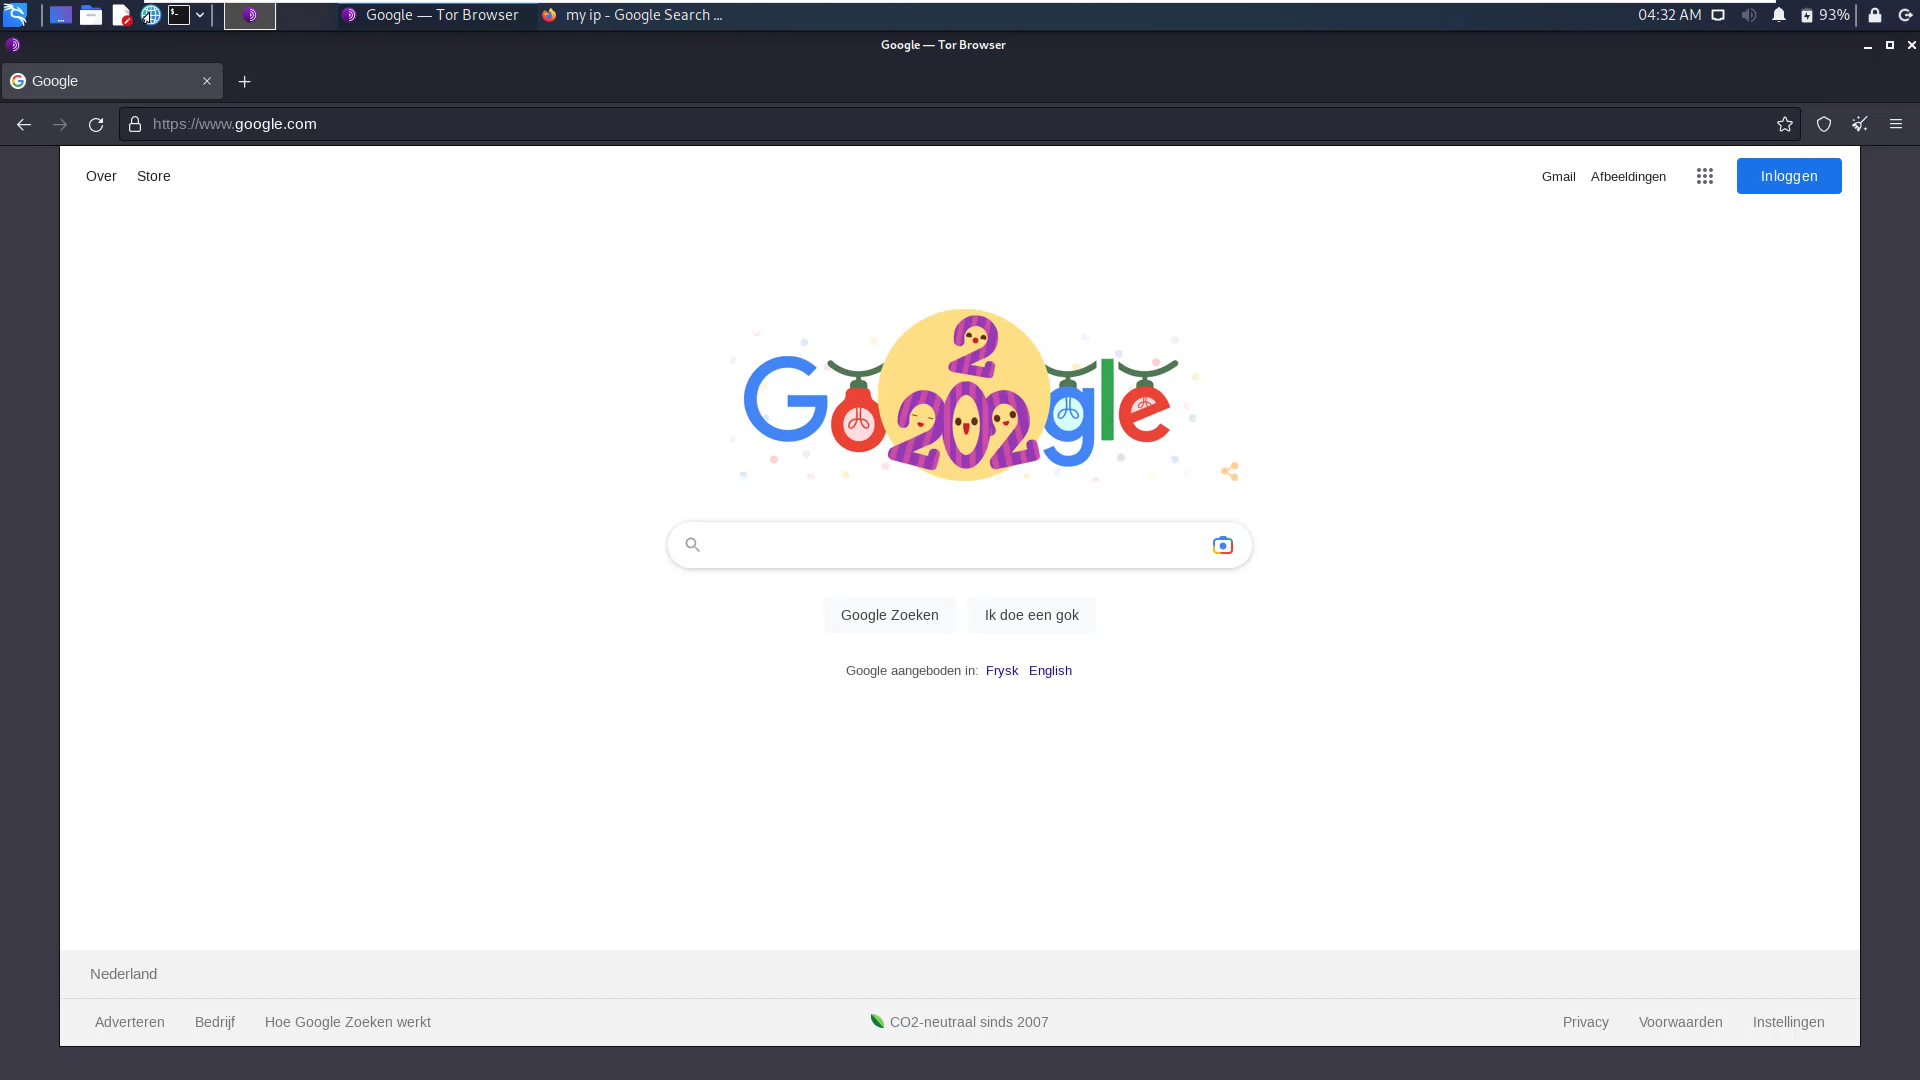 Google — Tor Browser
my ip - Google Search ...
04:32 AM
93%
Google — Tor Browser
Google
https://www.google.com
Over Store
Gmail Afbeeldingen Inloggen
2
Google
202
Google Zoeken Ik doe een gok
Google aangeboden in: Frysk English
Nederland
Adverteren Bedrijf Hoe Google Zoeken werkt CO2-neutraal sinds 2007 Privacy Voorwaarden Instellingen